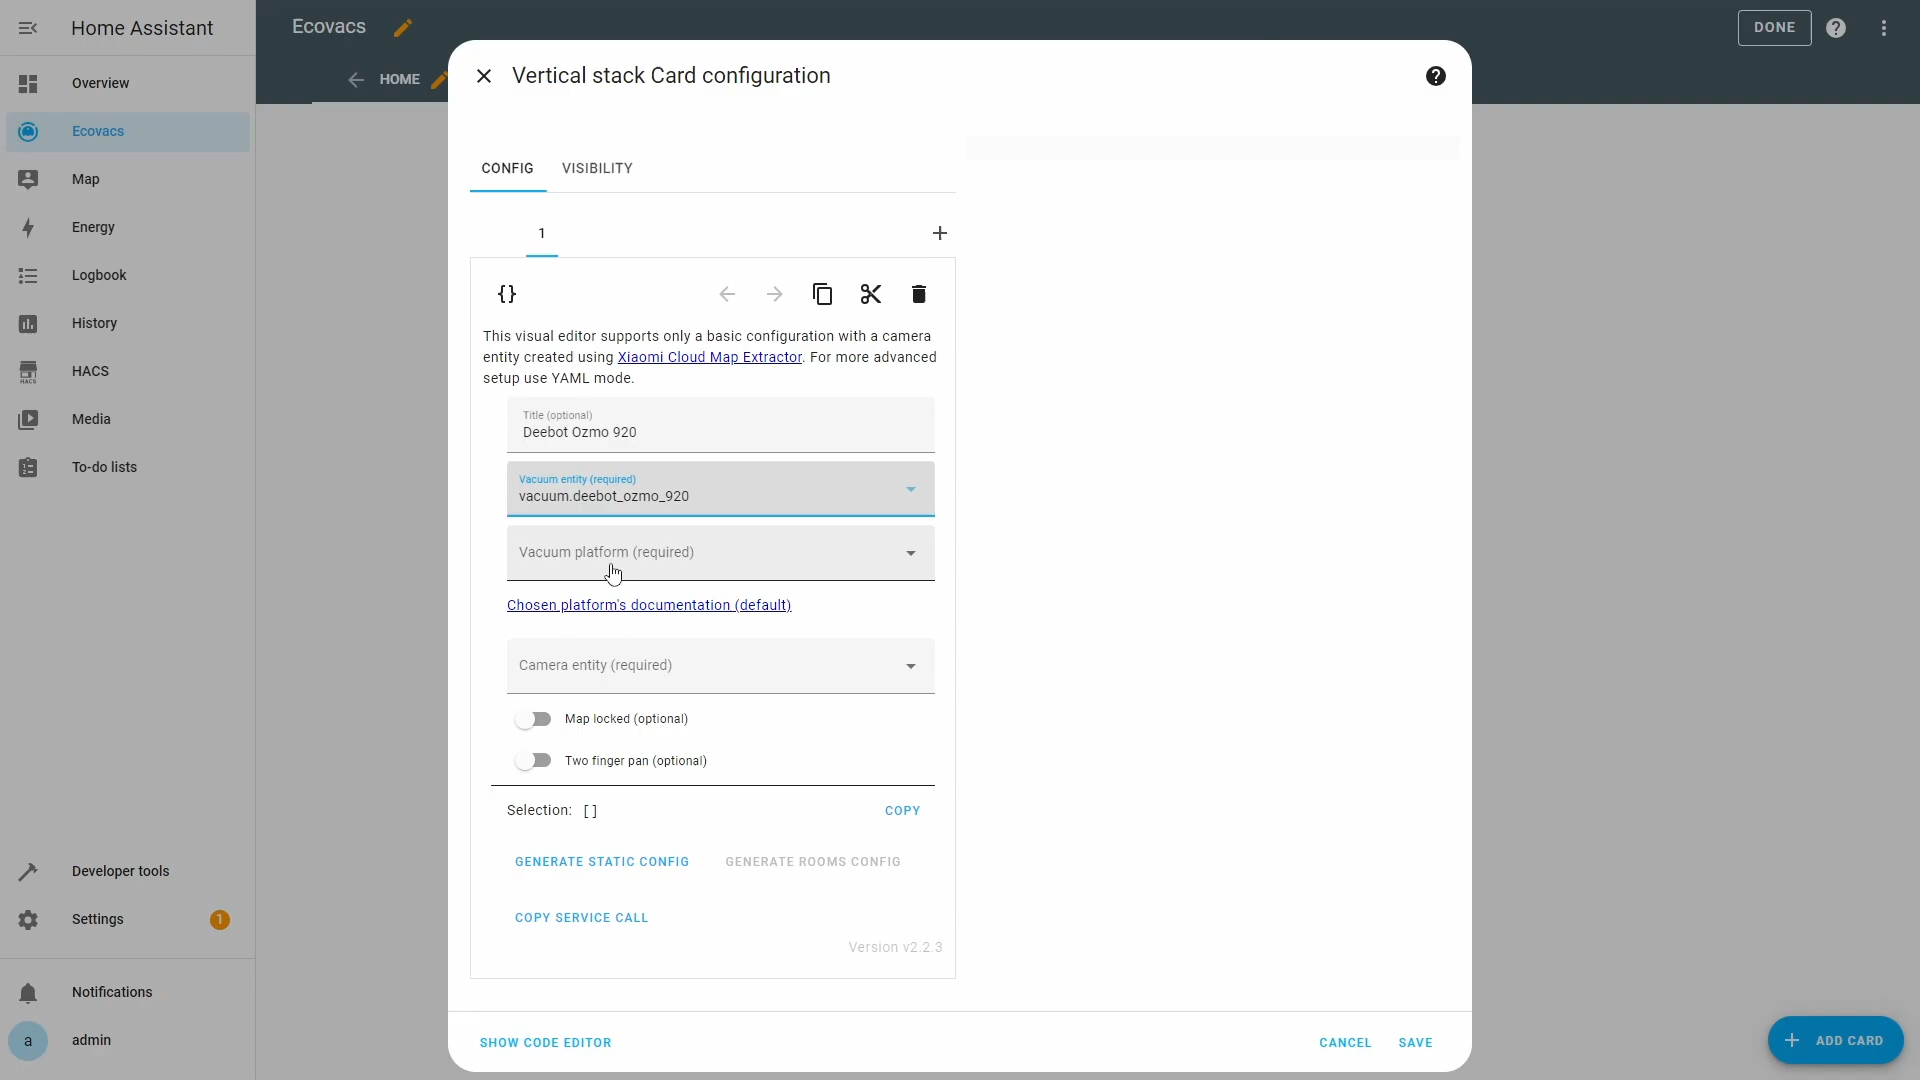 Home Assistant
Overview
Ecovacs
Map
Energy
Logbook
History
HACS
HACS
Media
To-do lists
Developer tools
Settings
1
Notifications
a
admin
Ecovacs
DONE
HOME
Vertical stack Card configuration
CONFIG
VISIBILITY
1
This visual editor supports only a basic configuration with a camera
entity created using Xiaomi Cloud Map Extractor. For more advanced
setup use YAML mode.
Title (optional)
Deebot Ozmo 920
Vacuum entity (required)
vacuum.deebot_ozmo_920
Vacuum platform (required)
Chosen platform's documentation (default)
Camera entity (required)
Map locked (optional)
Two finger pan (optional)
Selection: []
COPY
GENERATE STATIC CONFIG
GENERATE ROOMS CONFIG
COPY SERVICE CALL
Version v2.2.3
SHOW CODE EDITOR
CANCEL
SAVE
ADD CARD